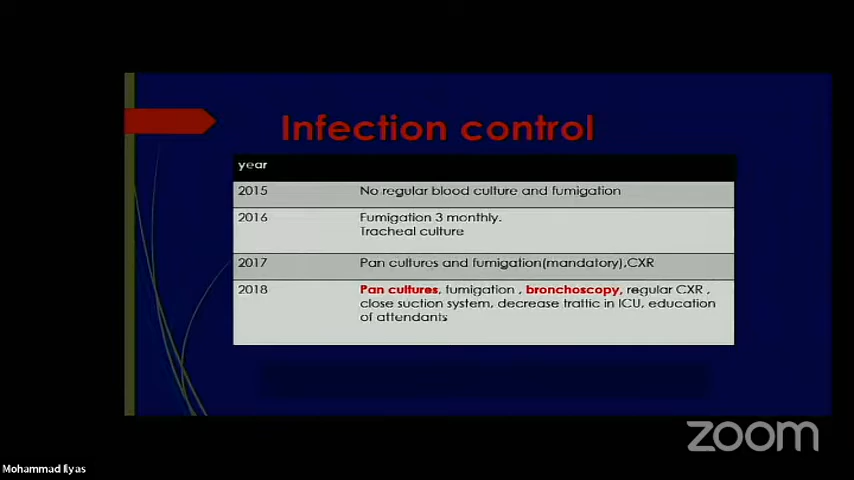 Infection control
year
2015 No regular blood culture and fumigation
2016 Fumigation 3 monthly.
Tracheal culture
2017 Pan cultures and fumigation(mandatory),CXR
2018 Pan cultures, fumigation , bronchoscopy, regular CXR ,
close suction system, decrease traffic in ICU, education
of attendants
zoom
Mohammad Ilyas